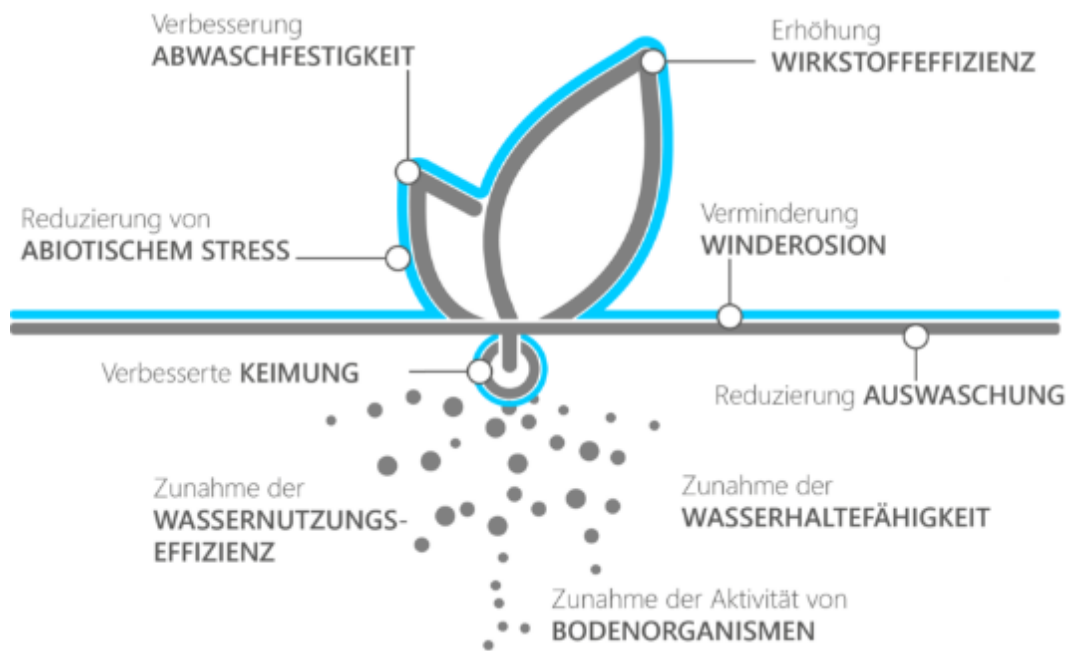 Verbesserung
ABWASCHFESTIGKEIT
Erhöhung
WIRKSTOFFEFFIZIENZ
Reduzierung von
ABIOTISCHEM STRESS
Verminderung
WINDEROSION
Verbesserte KEIMUNG
Reduzierung AUSWASCHUNG
Zunahme der
WASSERNUTZUNGS-
EFFIZIENZ
Zunahme der
WASSERHALTEFÄHIGKEIT
Zunahme der Aktivität von
BODENORGANISMEN